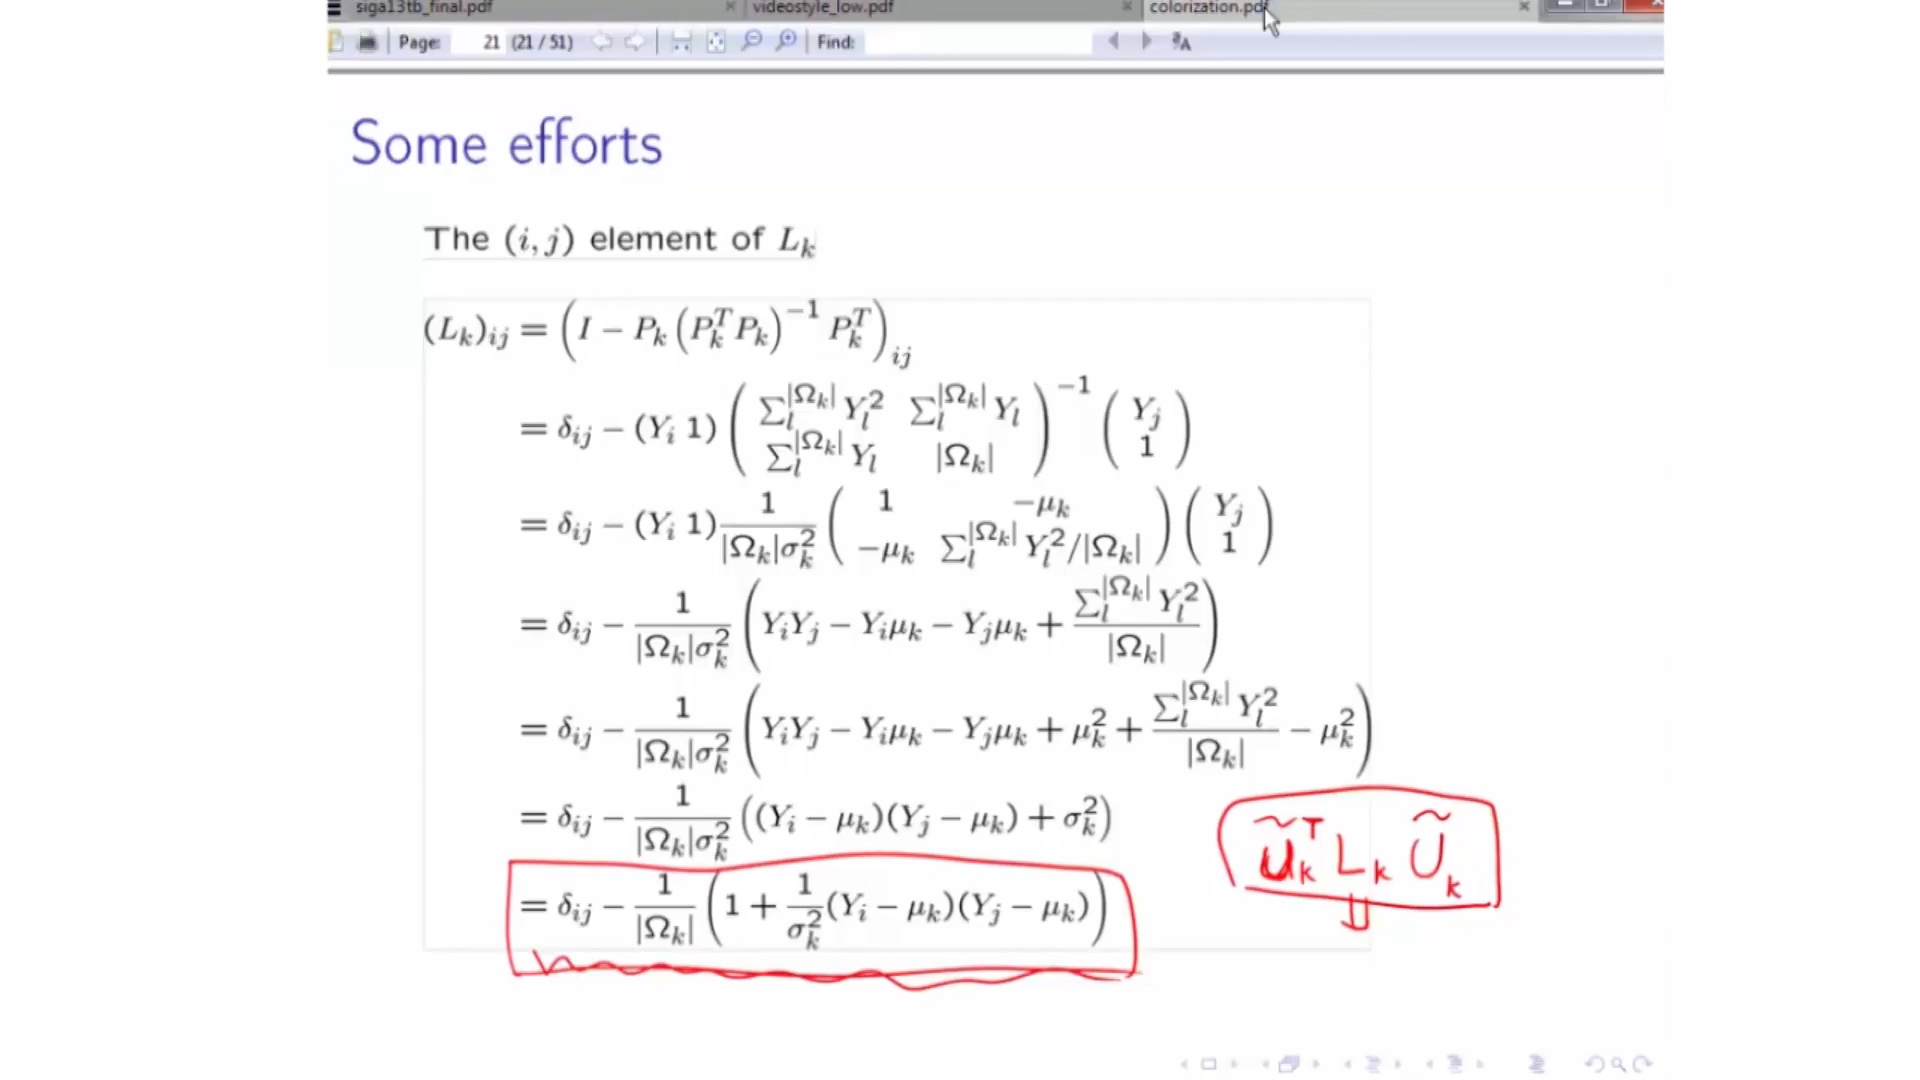 siga13tb_final.pdf videostyle_low.pdf colorization.pdf
Page: 21 (21 / 51) Find:
Some efforts
The (i, j) element of L_k
(L_k)_{ij} = (I − P_k (P_k^T P_k)^{−1} P_k^T)_{ij}
= δ_{ij} − (Y_i 1) ( ∑_l^{|Ω_k|} Y_l^2 ∑_l^{|Ω_k|} Y_l ; ∑_l^{|Ω_k|} Y_l |Ω_k| )^{−1} ( Y_j ; 1 )
= δ_{ij} − (Y_i 1) 1/(|Ω_k|σ_k^2) ( 1 −μ_k ; −μ_k ∑_l^{|Ω_k|} Y_l^2/|Ω_k| ) ( Y_j ; 1 )
= δ_{ij} − 1/(|Ω_k|σ_k^2) ( Y_iY_j − Y_iμ_k − Y_jμ_k + ∑_l^{|Ω_k|} Y_l^2 / |Ω_k| )
= δ_{ij} − 1/(|Ω_k|σ_k^2) ( Y_iY_j − Y_iμ_k − Y_jμ_k + μ_k^2 + ∑_l^{|Ω_k|} Y_l^2 / |Ω_k| − μ_k^2 )
= δ_{ij} − 1/(|Ω_k|σ_k^2) ((Y_i − μ_k)(Y_j − μ_k) + σ_k^2)
Ũ_k^T L_k Ũ_k
= δ_{ij} − 1/|Ω_k| ( 1 + 1/σ_k^2 (Y_i − μ_k)(Y_j − μ_k) )